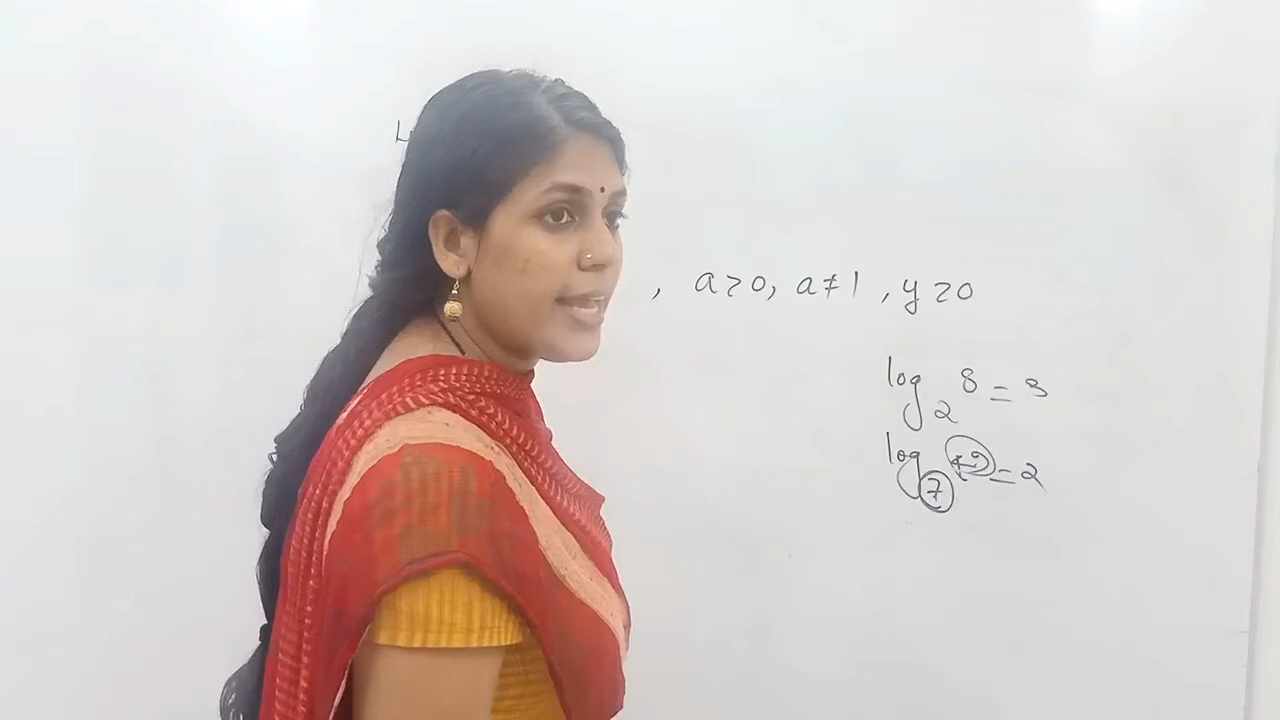 , a>0, a≠1, y>0
log₂ 8 = 3
log₇ 49 = 2